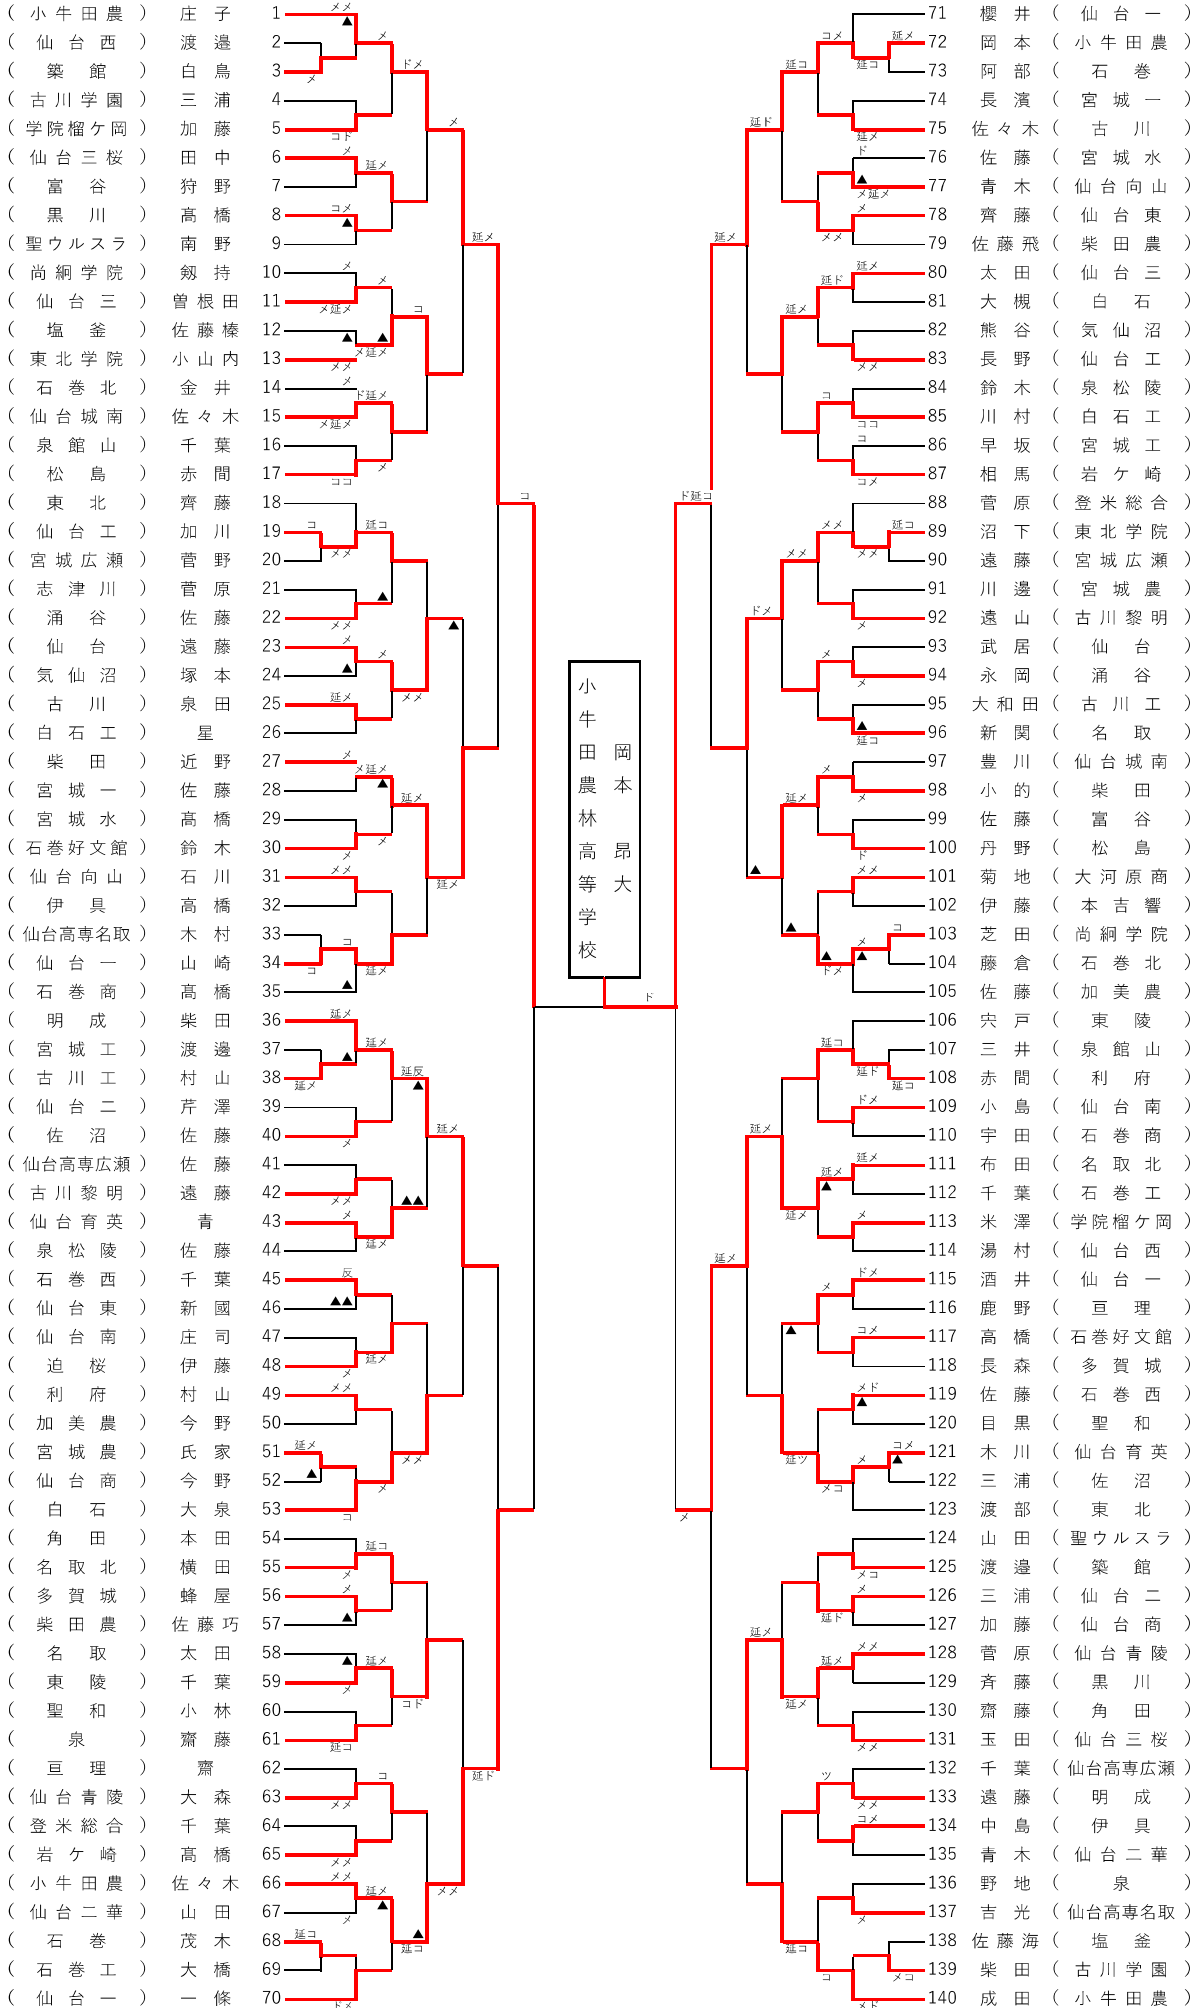 (小牛田農) 庄子 1
(仙台西) 渡邉 2
(築館) 白鳥 3
(古川学園) 三浦 4
(学院榴ケ岡) 加藤 5
(仙台三桜) 田中 6
(富谷) 狩野 7
(黒川) 髙橋 8
(聖ウルスラ) 南野 9
(尚絅学院) 剱持 10
(仙台三) 曽根田 11
(塩釜) 佐藤榛 12
(東北学院) 小山内 13
(石巻北) 金井 14
(仙台城南) 佐々木 15
(泉館山) 千葉 16
(松島) 赤間 17
(東北) 齊藤 18
(仙台工) 加川 19
(宮城広瀬) 菅野 20
(志津川) 菅原 21
(涌谷) 佐藤 22
(仙台) 遠藤 23
(気仙沼) 塚本 24
(古川) 泉田 25
(白石工) 星 26
(柴田) 近野 27
(宮城一) 佐藤 28
(宮城水) 髙橋 29
(石巻好文館) 鈴木 30
(仙台向山) 石川 31
(伊具) 高橋 32
(仙台高専名取) 木村 33
(仙台一) 山崎 34
(石巻商) 髙橋 35
(明成) 柴田 36
(宮城工) 渡邊 37
(古川工) 村山 38
(仙台二) 芹澤 39
(佐沼) 佐藤 40
(仙台高専広瀬) 佐藤 41
(古川黎明) 遠藤 42
(仙台育英) 青 43
(泉松陵) 佐藤 44
(石巻西) 千葉 45
(仙台東) 新國 46
(仙台南) 庄司 47
(迫桜) 伊藤 48
(利府) 村山 49
(加美農) 今野 50
(宮城農) 氏家 51
(仙台商) 今野 52
(白石) 大泉 53
(角田) 本田 54
(名取北) 横田 55
(多賀城) 蜂屋 56
(柴田農) 佐藤巧 57
(名取) 太田 58
(東陵) 千葉 59
(聖和) 小林 60
(泉) 齋藤 61
(亘理) 齋 62
(仙台青陵) 大森 63
(登米総合) 千葉 64
(岩ケ崎) 髙橋 65
(小牛田農) 佐々木 66
(仙台二華) 山田 67
(石巻) 茂木 68
(石巻工) 大橋 69
(仙台一) 一條 70
小牛田農林高等学校
岡本 昂大
71 櫻井 (仙台一)
72 岡本 (小牛田農)
73 阿部 (石巻)
74 長濱 (宮城一)
75 佐々木 (古川)
76 佐藤 (宮城水)
77 青木 (仙台向山)
78 齊藤 (仙台東)
79 佐藤飛 (柴田農)
80 太田 (仙台三)
81 大槻 (白石)
82 熊谷 (気仙沼)
83 長野 (仙台工)
84 鈴木 (泉松陵)
85 川村 (白石工)
86 早坂 (宮城工)
87 相馬 (岩ケ崎)
88 菅原 (登米総合)
89 沼下 (東北学院)
90 遠藤 (宮城広瀬)
91 川邊 (宮城農)
92 遠山 (古川黎明)
93 武居 (仙台)
94 永岡 (涌谷)
95 大和田 (古川工)
96 新関 (名取)
97 豊川 (仙台城南)
98 小的 (柴田)
99 佐藤 (富谷)
100 丹野 (松島)
101 菊地 (大河原商)
102 伊藤 (本吉響)
103 芝田 (尚絅学院)
104 藤倉 (石巻北)
105 佐藤 (加美農)
106 宍戸 (東陵)
107 三井 (泉館山)
108 赤間 (利府)
109 小島 (仙台南)
110 宇田 (石巻商)
111 布田 (名取北)
112 千葉 (石巻工)
113 米澤 (学院榴ケ岡)
114 湯村 (仙台西)
115 酒井 (仙台一)
116 鹿野 (亘理)
117 高橋 (石巻好文館)
118 長森 (多賀城)
119 佐藤 (石巻西)
120 目黒 (聖和)
121 木川 (仙台育英)
122 三浦 (佐沼)
123 渡部 (東北)
124 山田 (聖ウルスラ)
125 渡邉 (築館)
126 三浦 (仙台二)
127 加藤 (仙台商)
128 菅原 (仙台青陵)
129 斉藤 (黒川)
130 齋藤 (角田)
131 玉田 (仙台三桜)
132 千葉 (仙台高専広瀬)
133 遠藤 (明成)
134 中島 (伊具)
135 青木 (仙台二華)
136 野地 (泉)
137 吉光 (仙台高専名取)
138 佐藤海 (塩釜)
139 柴田 (古川学園)
140 成田 (小牛田農)